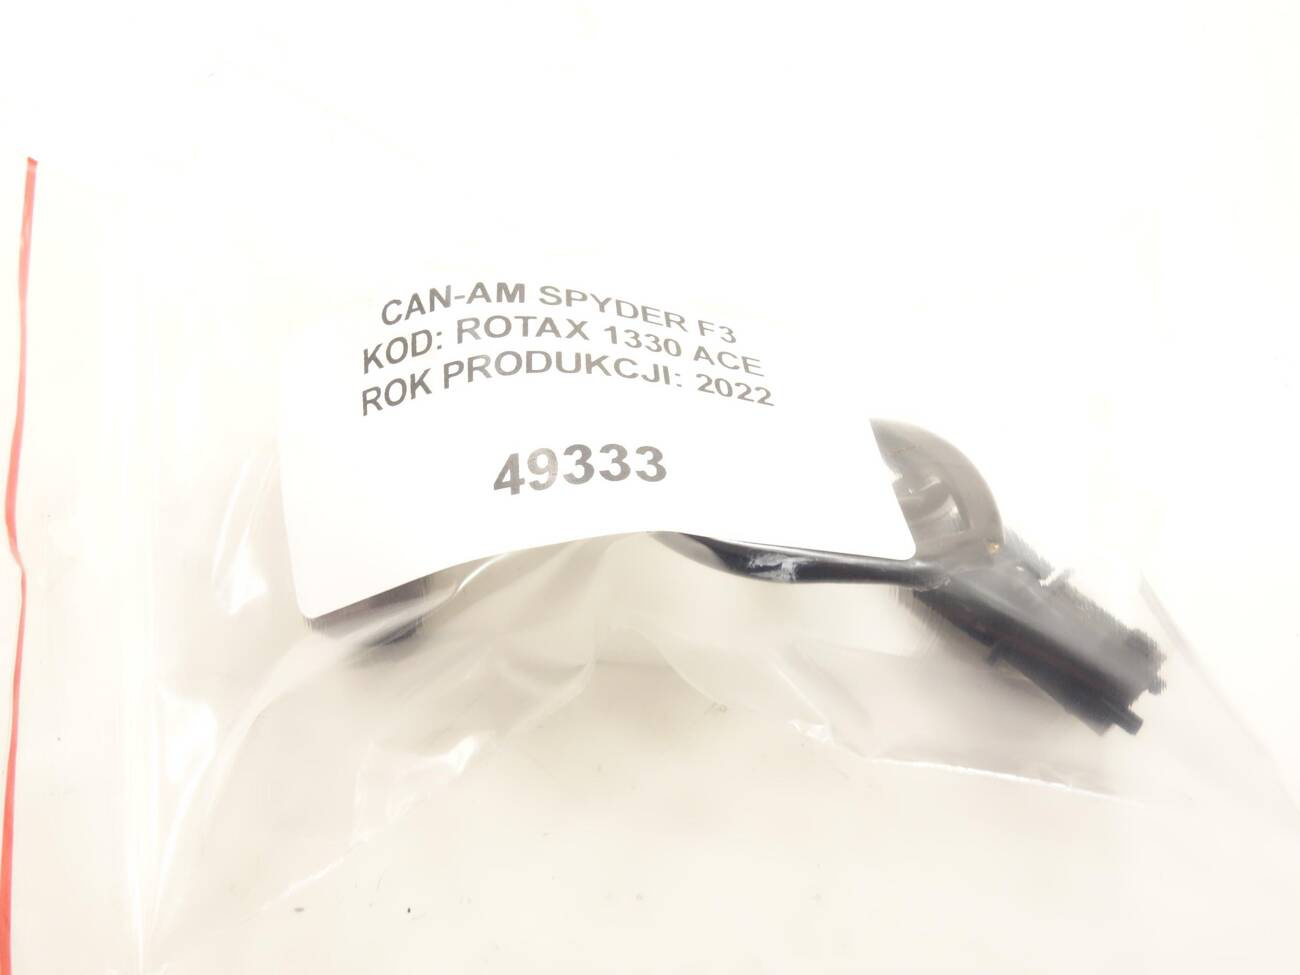 CAN-AM SPYDER F3
KOD: ROTAX 1330 ACE
ROK PRODUKCJI: 2022
49333